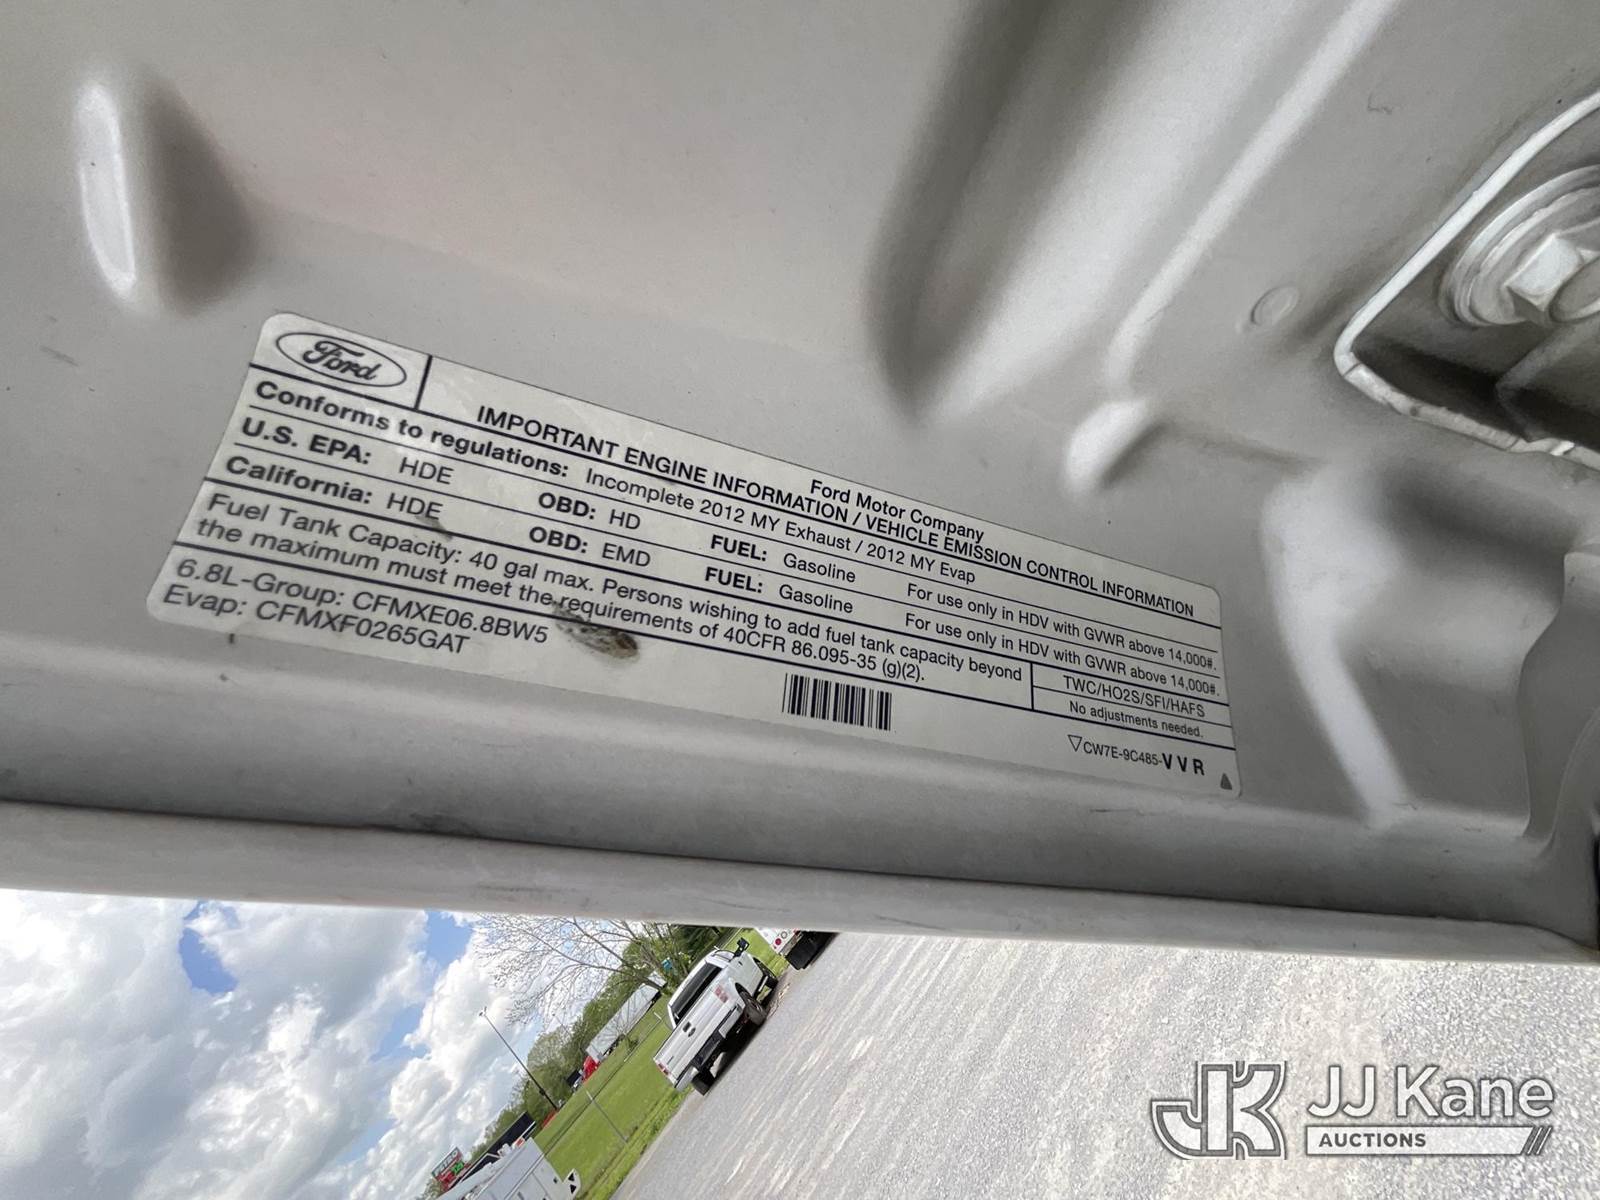 Ford
Ford Motor Company
IMPORTANT ENGINE INFORMATION / VEHICLE EMISSION CONTROL INFORMATION
Conforms to regulations: Incomplete 2012 MY Exhaust / 2012 MY Evap
U.S. EPA: HDE OBD: HD FUEL: Gasoline For use only in HDV with GVWR above 14,000#.
California: HDE OBD: EMD FUEL: Gasoline For use only in HDV with GVWR above 14,000#.
Fuel Tank Capacity: 40 gal max. Persons wishing to add fuel tank capacity beyond
the maximum must meet the requirements of 40CFR 86.095-35 (g)(2).
TWC/HO2S/SFI/HAFS
No adjustments needed.
6.8L-Group: CFMXE06.8BW5
Evap: CFMXF0265GAT
CW7E-9C485-VVR
PETRO
JK JJ Kane
AUCTIONS